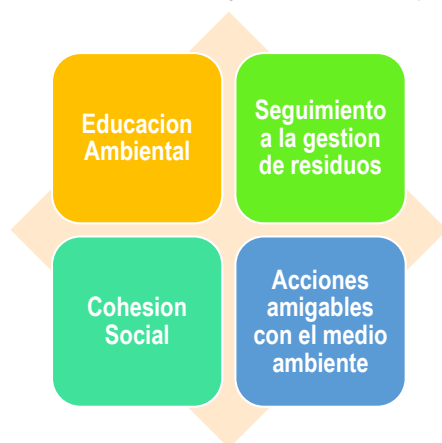 Educacion
Ambiental
Seguimiento
a la gestion
de residuos
Cohesion
Social
Acciones
amigables
con el medio
ambiente